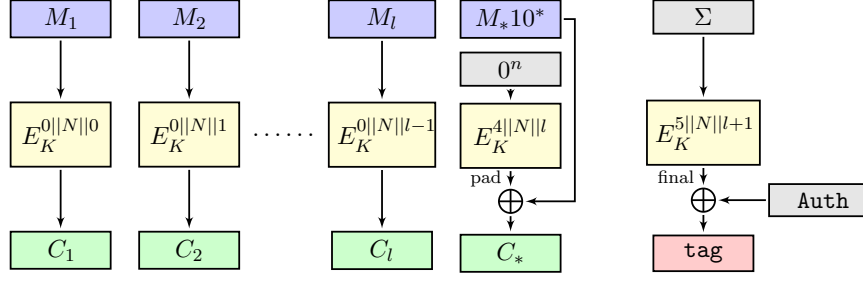 M_1 M_2 M_l M_*10^* Σ
0^n
E_K^{0||N||0} E_K^{0||N||1} ...... E_K^{0||N||l-1} E_K^{4||N||l} E_K^{5||N||l+1}
pad final
⊕ ⊕ Auth
C_1 C_2 C_l C_* tag